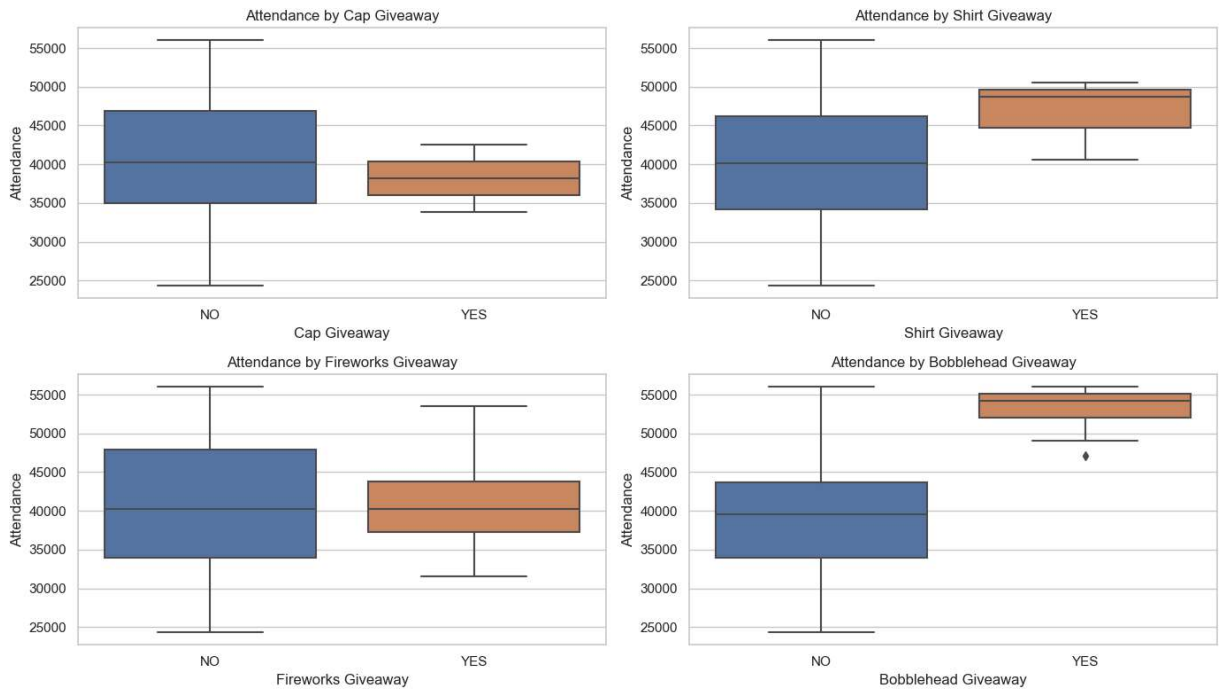 Attendance by Cap Giveaway
55000
50000
45000
40000
35000
30000
25000
Attendance
NO
YES
Cap Giveaway
Attendance by Shirt Giveaway
55000
50000
45000
40000
35000
30000
25000
Attendance
NO
YES
Shirt Giveaway
Attendance by Fireworks Giveaway
55000
50000
45000
40000
35000
30000
25000
Attendance
NO
YES
Fireworks Giveaway
Attendance by Bobblehead Giveaway
55000
50000
45000
40000
35000
30000
25000
Attendance
NO
YES
Bobblehead Giveaway